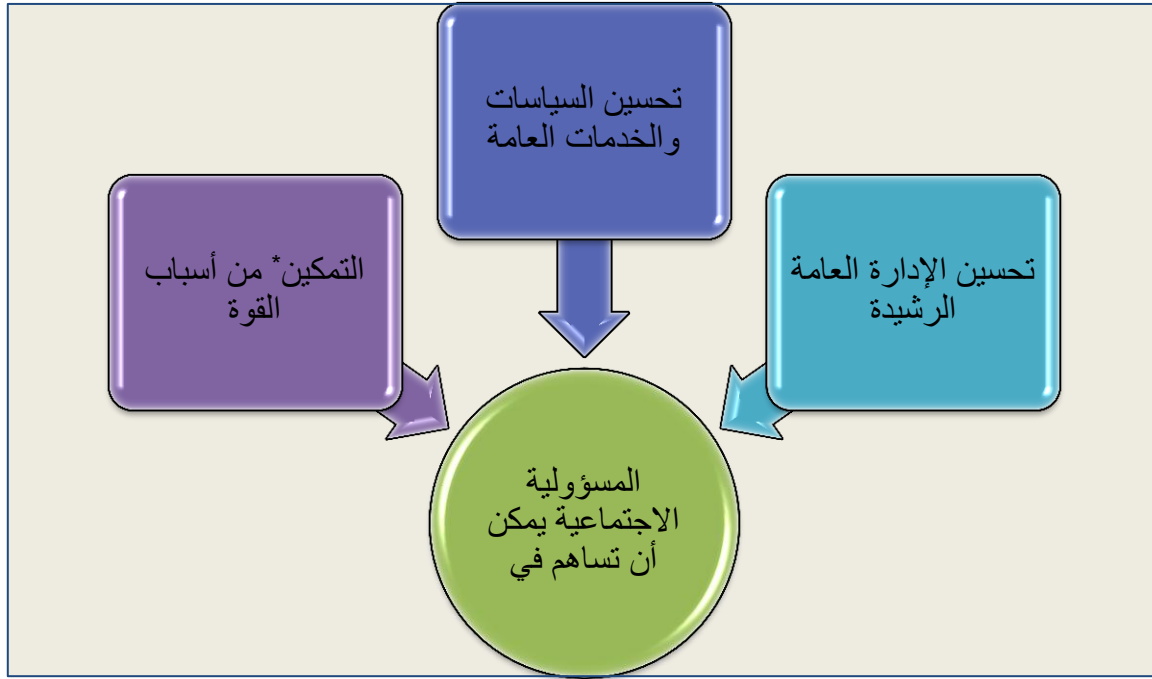 تحسين السياسات
والخدمات العامة
تحسين الإدارة العامة
الرشيدة
التمكين* من أسباب
القوة
المسؤولية
الاجتماعية يمكن
أن تساهم في